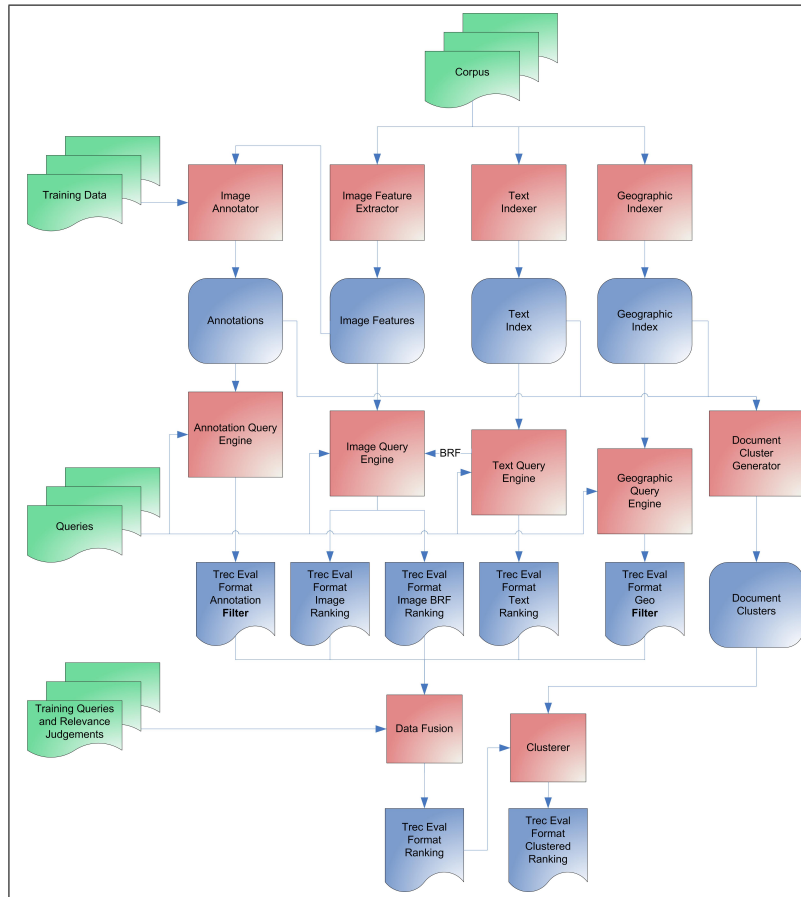 Corpus
Training Data
Image
Annotator
Image Feature
Extractor
Text
Indexer
Geographic
Indexer
Annotations
Image Features
Text
Index
Geographic
Index
Annotation Query
Engine
Image Query
Engine
BRF
Text Query
Engine
Geographic
Query
Engine
Document
Cluster
Generator
Queries
Trec Eval
Format
Annotation
Filter
Trec Eval
Format
Image
Ranking
Trec Eval
Format
Image BRF
Ranking
Trec Eval
Format
Text
Ranking
Trec Eval
Format
Geo
Filter
Document
Clusters
Training Queries
and Relevance
Judgements
Data Fusion
Clusterer
Trec Eval
Format
Ranking
Trec Eval
Format
Clustered
Ranking